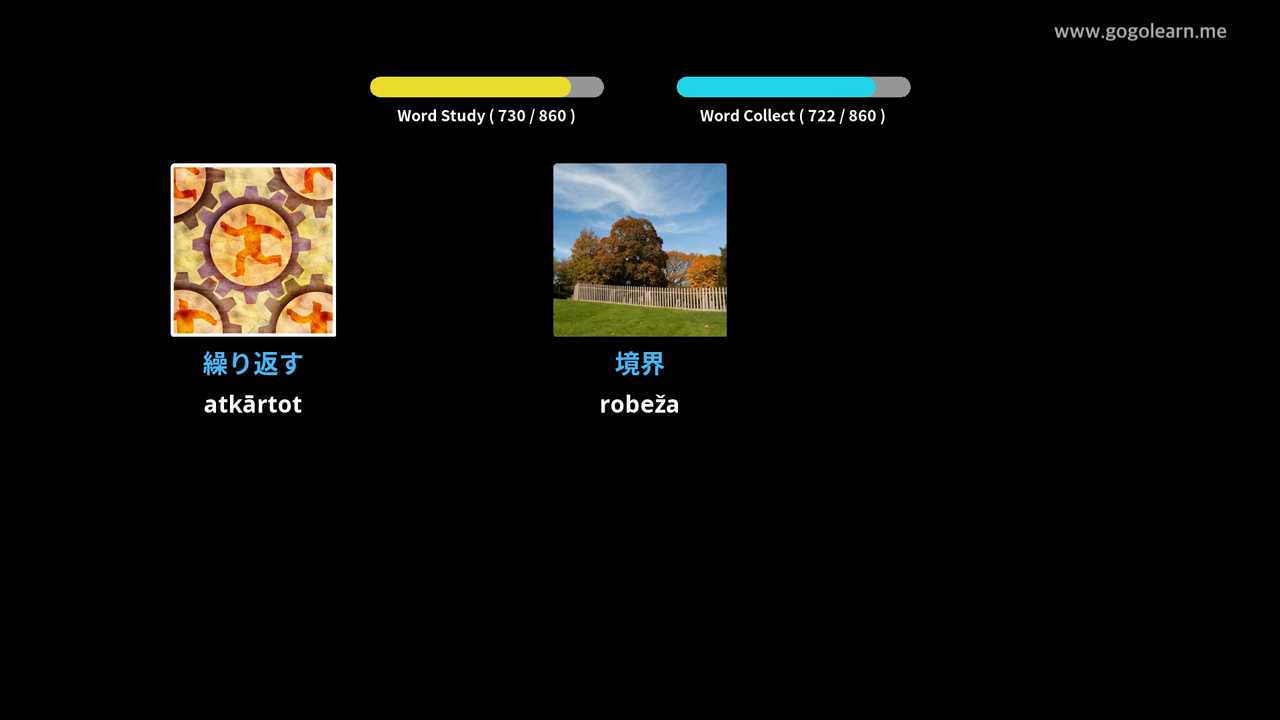 www.gogolearn.me
Word Study ( 730 / 860 )
Word Collect ( 722 / 860 )
繰り返す
atkārtot
境界
robeža